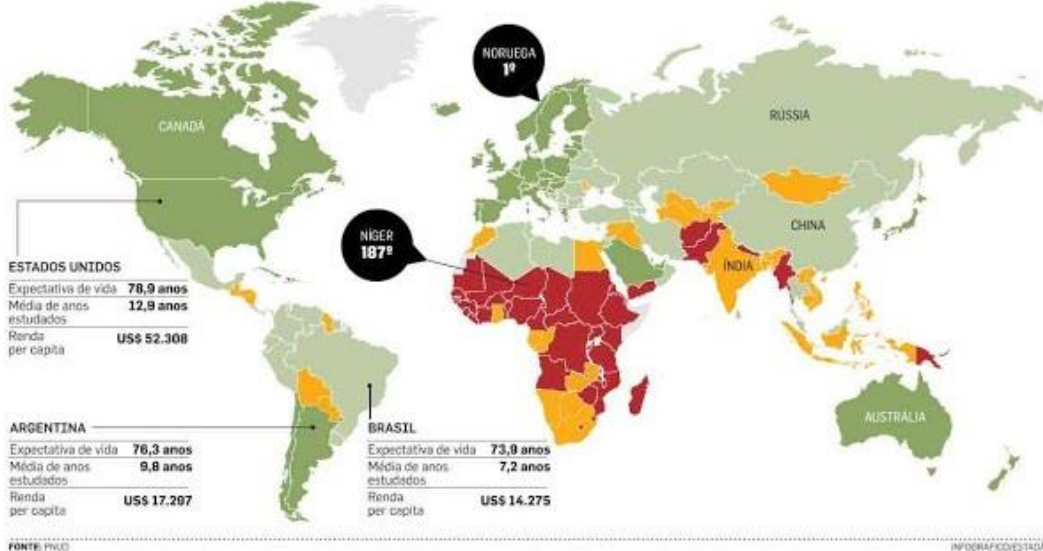 NORUEGA
1º
CANADÁ
RÚSSIA
CHINA
NÍGER
187º
ÍNDIA
ESTADOS UNIDOS
Expectativa de vida 78,9 anos
Média de anos estudados 12,9 anos
Renda per capita US$ 52.308
AUSTRÁLIA
ARGENTINA
Expectativa de vida 76,3 anos
Média de anos estudados 9,8 anos
Renda per capita US$ 17.297
BRASIL
Expectativa de vida 73,9 anos
Média de anos estudados 7,2 anos
Renda per capita US$ 14.275
FONTE: PNUD